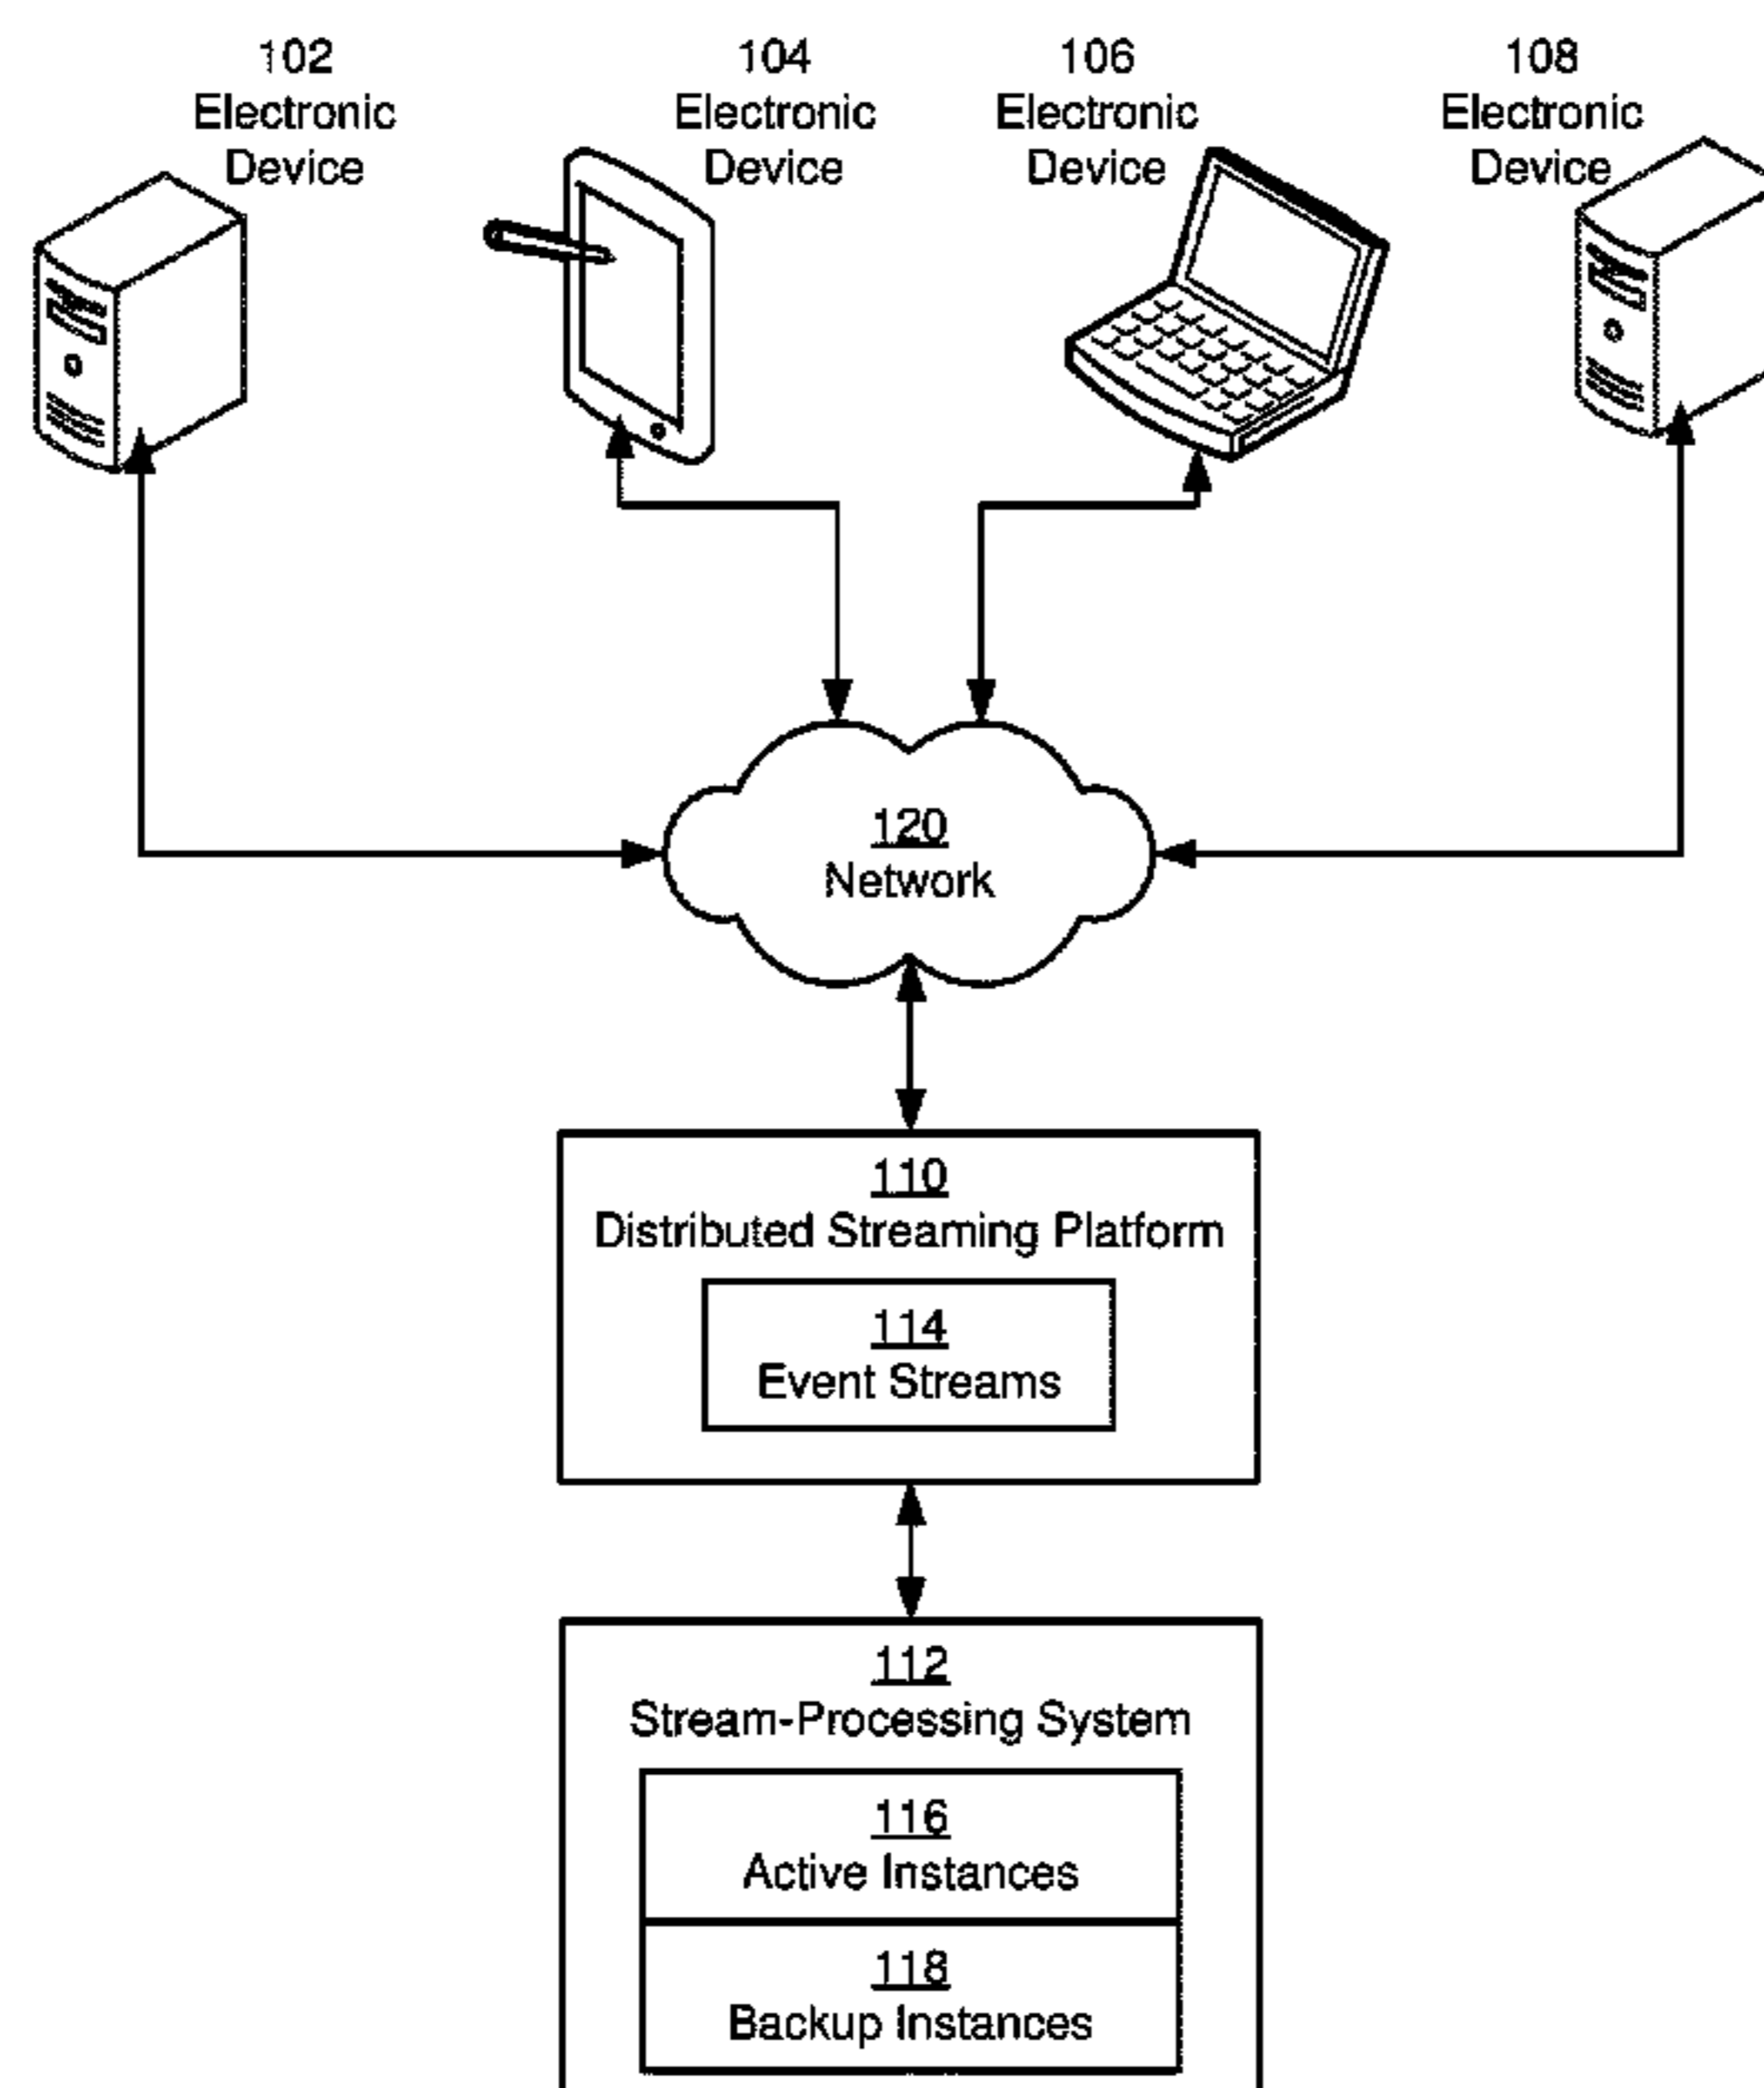 102
Electronic
Device
104
Electronic
Device
106
Electronic
Device
108
Electronic
Device
120
Network
110
Distributed Streaming Platform
114
Event Streams
112
Stream-Processing System
116
Active Instances
118
Backup Instances